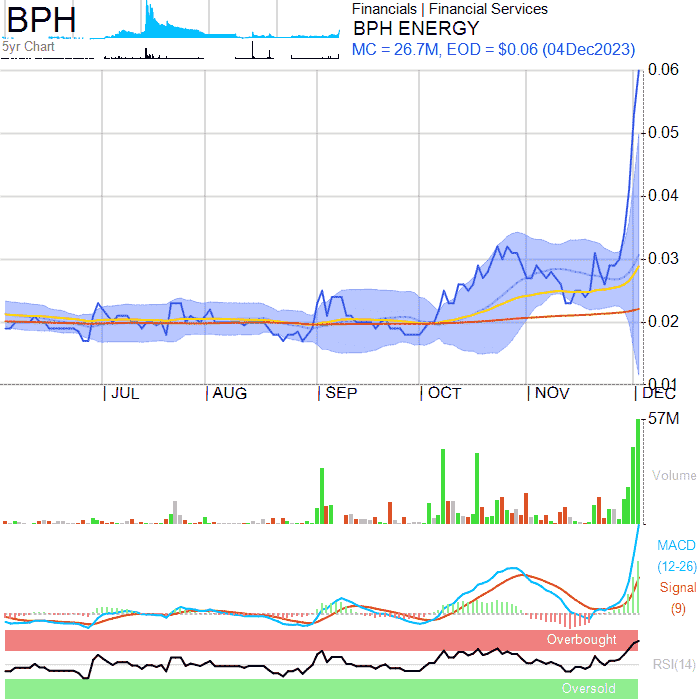 BPH
Financials | Financial Services
BPH ENERGY
5yr Chart
MC = 26.7M, EOD = $0.06 (04Dec2023)
0.06
0.05
0.04
0.03
0.02
0.01
JUL
AUG
SEP
OCT
NOV
DEC
57M
Volume
MACD
(12-26)
Signal
(9)
Overbought
RSI(14)
Oversold